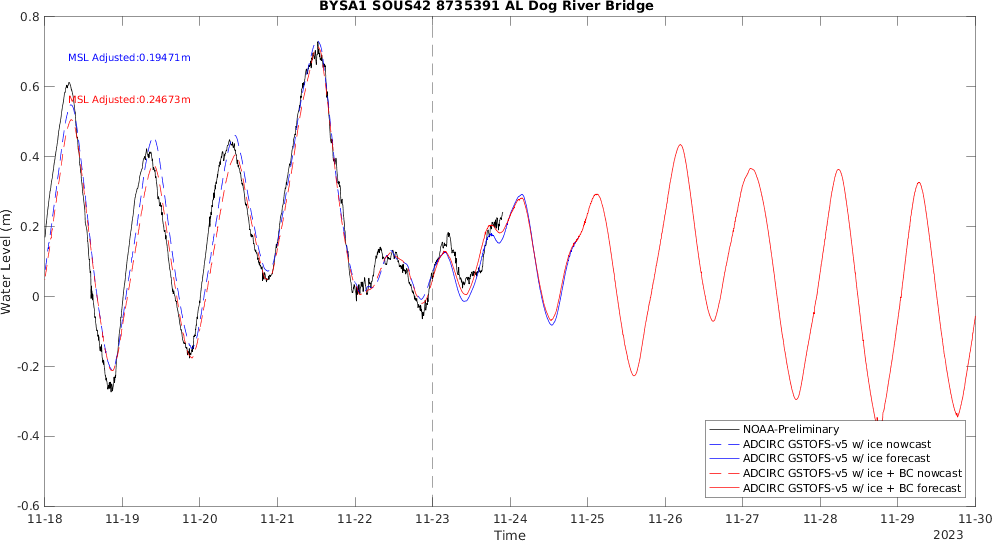 BYSA1 SOUS42 8735391 AL Dog River Bridge
MSL Adjusted:0.19471m
MSL Adjusted:0.24673m
Water Level (m)
0.8
0.6
0.4
0.2
0
-0.2
-0.4
-0.6
NOAA-Preliminary
ADCIRC GSTOFS-v5 w/ ice nowcast
ADCIRC GSTOFS-v5 w/ ice forecast
ADCIRC GSTOFS-v5 w/ ice + BC nowcast
ADCIRC GSTOFS-v5 w/ ice + BC forecast
11-18 11-19 11-20 11-21 11-22 11-23 11-24 11-25 11-26 11-27 11-28 11-29 11-30
Time
2023